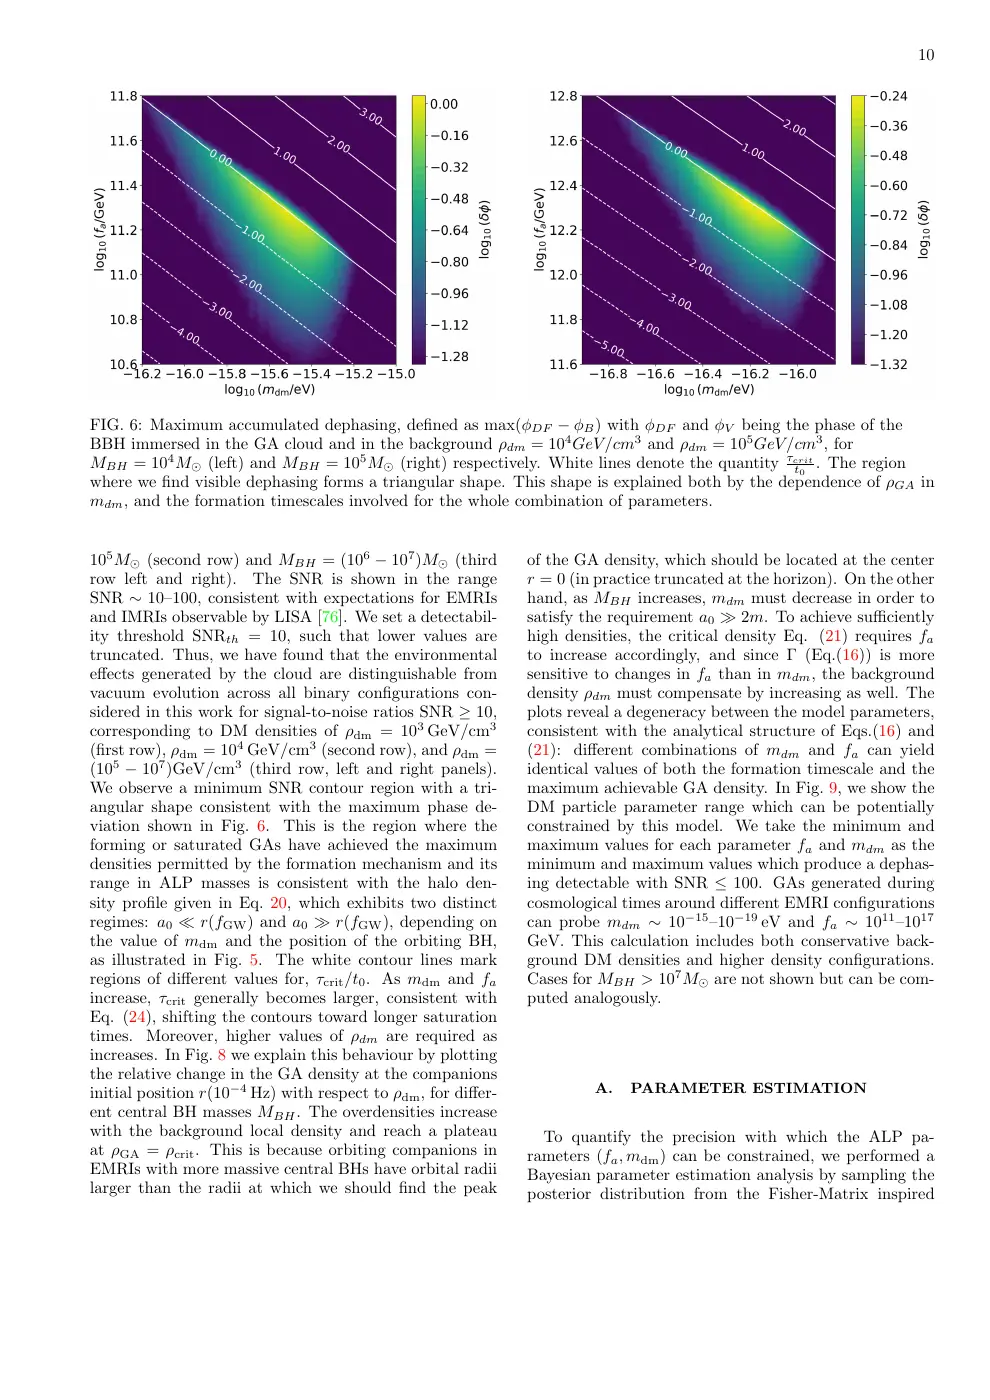 10
11.8
11.6
11.4
11.2
11.0
10.8
10.6
log10 (fa/GeV)
−16.2 −16.0 −15.8 −15.6 −15.4 −15.2 −15.0
log10 (mdm/eV)
3.00
2.00
1.00
0.00
−1.00
−2.00
−3.00
−4.00
0.00
−0.16
−0.32
−0.48
−0.64
−0.80
−0.96
−1.12
−1.28
log10 (δϕ)
12.8
12.6
12.4
12.2
12.0
11.8
11.6
log10 (fa/GeV)
−16.8 −16.6 −16.4 −16.2 −16.0
log10 (mdm/eV)
2.00
1.00
0.00
−1.00
−2.00
−3.00
−4.00
−5.00
−0.24
−0.36
−0.48
−0.60
−0.72
−0.84
−0.96
−1.08
−1.20
−1.32
log10 (δϕ)
FIG. 6: Maximum accumulated dephasing, defined as max(ϕDF − ϕB) with ϕDF and ϕV being the phase of the
BBH immersed in the GA cloud and in the background ρdm = 10^4GeV/cm^3 and ρdm = 10^5GeV/cm^3, for
MBH = 10^4M⊙ (left) and MBH = 10^5M⊙ (right) respectively. White lines denote the quantity τcrit/t0. The region
where we find visible dephasing forms a triangular shape. This shape is explained both by the dependence of ρGA in
mdm, and the formation timescales involved for the whole combination of parameters.
10^5M⊙ (second row) and MBH = (10^6 − 10^7)M⊙ (third
row left and right). The SNR is shown in the range
SNR ∼ 10–100, consistent with expectations for EMRIs
and IMRIs observable by LISA [76]. We set a detectabil-
ity threshold SNRth = 10, such that lower values are
truncated. Thus, we have found that the environmental
effects generated by the cloud are distinguishable from
vacuum evolution across all binary configurations con-
sidered in this work for signal-to-noise ratios SNR ≥ 10,
corresponding to DM densities of ρdm = 10^3 GeV/cm^3
(first row), ρdm = 10^4 GeV/cm^3 (second row), and ρdm =
(10^5 − 10^7)GeV/cm^3 (third row, left and right panels).
We observe a minimum SNR contour region with a tri-
angular shape consistent with the maximum phase de-
viation shown in Fig. 6. This is the region where the
forming or saturated GAs have achieved the maximum
densities permitted by the formation mechanism and its
range in ALP masses is consistent with the halo den-
sity profile given in Eq. 20, which exhibits two distinct
regimes: a0 ≪ r(fGW) and a0 ≫ r(fGW), depending on
the value of mdm and the position of the orbiting BH,
as illustrated in Fig. 5. The white contour lines mark
regions of different values for, τcrit/t0. As mdm and fa
increase, τcrit generally becomes larger, consistent with
Eq. (24), shifting the contours toward longer saturation
times. Moreover, higher values of ρdm are required as
increases. In Fig. 8 we explain this behaviour by plotting
the relative change in the GA density at the companions
initial position r(10^−4 Hz) with respect to ρdm, for differ-
ent central BH masses MBH. The overdensities increase
with the background local density and reach a plateau
at ρGA = ρcrit. This is because orbiting companions in
EMRIs with more massive central BHs have orbital radii
larger than the radii at which we should find the peak
of the GA density, which should be located at the center
r = 0 (in practice truncated at the horizon). On the other
hand, as MBH increases, mdm must decrease in order to
satisfy the requirement a0 ≫ 2m. To achieve sufficiently
high densities, the critical density Eq. (21) requires fa
to increase accordingly, and since Γ (Eq.(16)) is more
sensitive to changes in fa than in mdm, the background
density ρdm must compensate by increasing as well. The
plots reveal a degeneracy between the model parameters,
consistent with the analytical structure of Eqs.(16) and
(21): different combinations of mdm and fa can yield
identical values of both the formation timescale and the
maximum achievable GA density. In Fig. 9, we show the
DM particle parameter range which can be potentially
constrained by this model. We take the minimum and
maximum values for each parameter fa and mdm as the
minimum and maximum values which produce a dephas-
ing detectable with SNR ≤ 100. GAs generated during
cosmological times around different EMRI configurations
can probe mdm ∼ 10^−15–10^−19 eV and fa ∼ 10^11–10^17
GeV. This calculation includes both conservative back-
ground DM densities and higher density configurations.
Cases for MBH > 10^7M⊙ are not shown but can be com-
puted analogously.
A. PARAMETER ESTIMATION
To quantify the precision with which the ALP pa-
rameters (fa, mdm) can be constrained, we performed a
Bayesian parameter estimation analysis by sampling the
posterior distribution from the Fisher-Matrix inspired